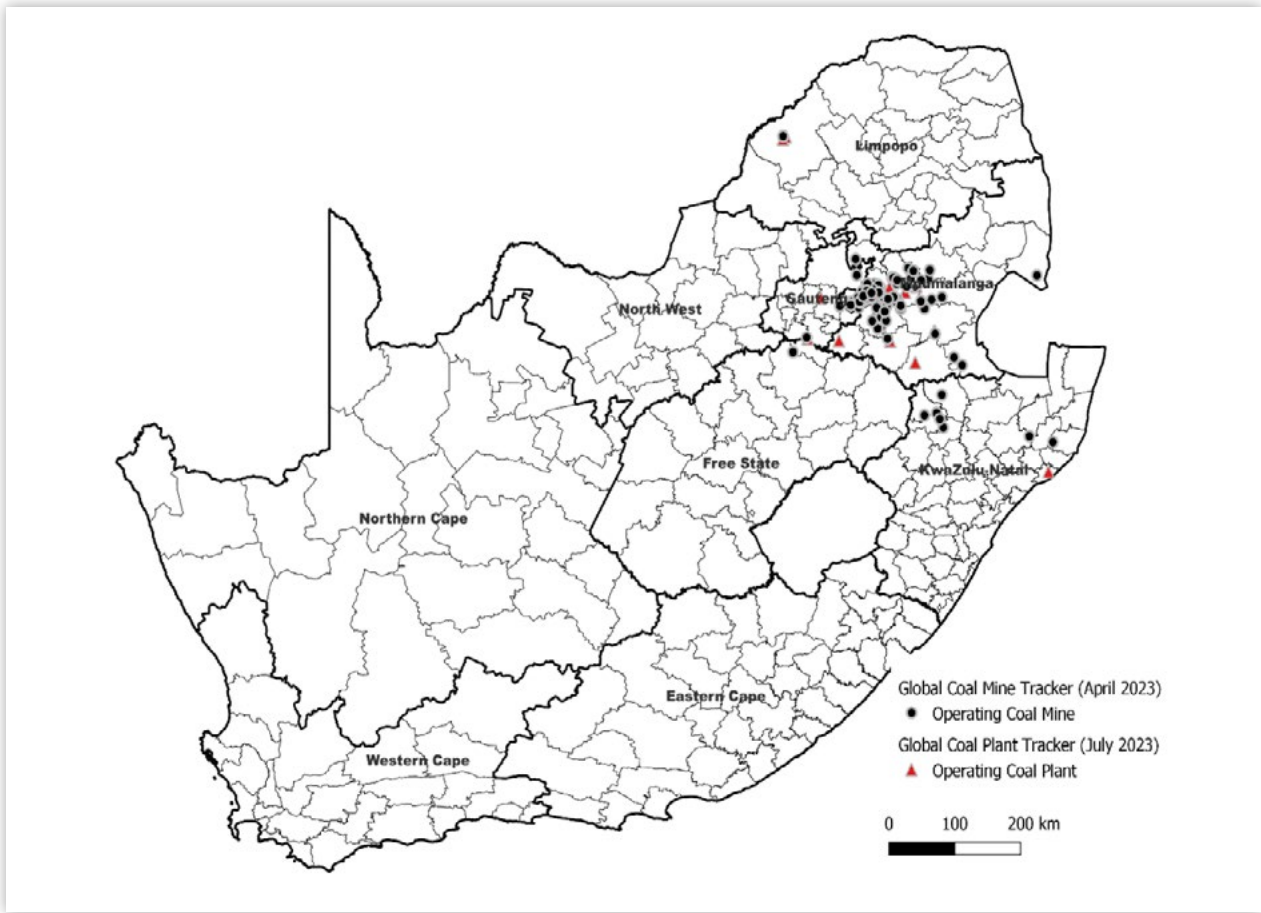 Limpopo
Mpumalanga
Gauteng
North West
Free State
KwaZulu-Natal
Northern Cape
Eastern Cape
Western Cape
Global Coal Mine Tracker (April 2023)
Operating Coal Mine
Global Coal Plant Tracker (July 2023)
Operating Coal Plant
0 100 200 km